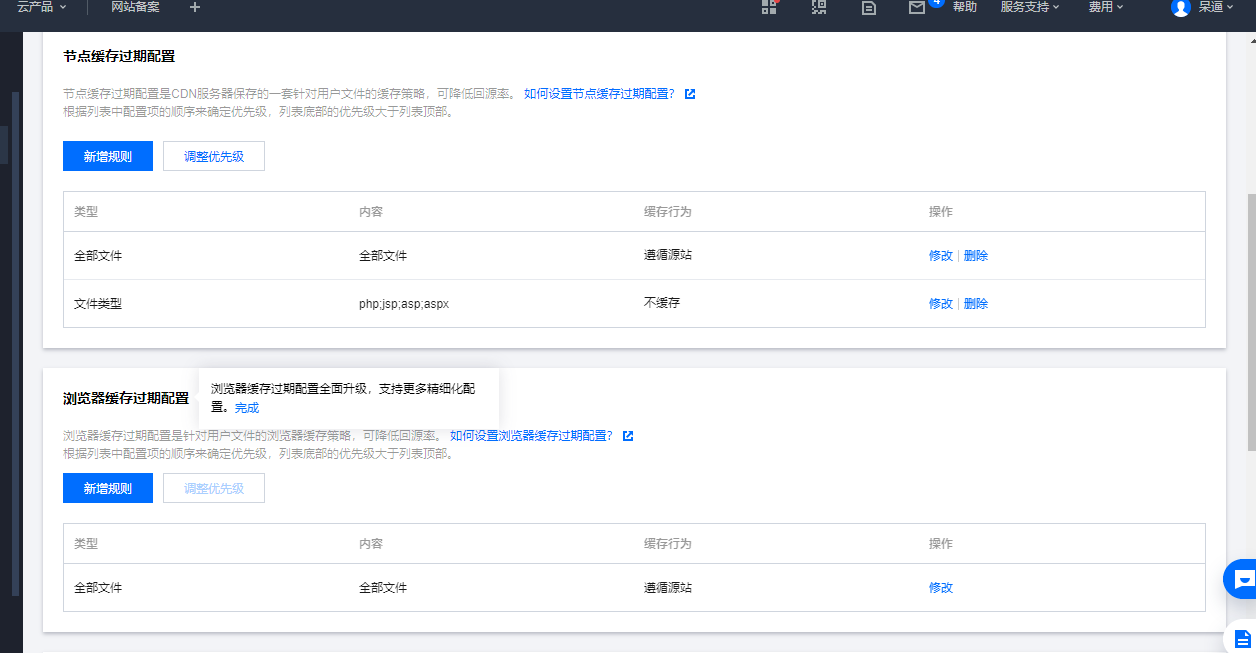 云产品 网站备案 + 4 帮助 服务支持 费用 呆逼
节点缓存过期配置
节点缓存过期配置是CDN服务器保存的一套针对用户文件的缓存策略，可降低回源率。 如何设置节点缓存过期配置？
根据列表中配置项的顺序来确定优先级，列表底部的优先级大于列表顶部。
新增规则 调整优先级
类型 内容 缓存行为 操作
全部文件 全部文件 遵循源站 修改 | 删除
文件类型 php;jsp;asp;aspx 不缓存 修改 | 删除
浏览器缓存过期配置
浏览器缓存过期配置全面升级，支持更多精细化配
置。完成
浏览器缓存过期配置是针对用户文件的浏览器缓存策略，可降低回源率。 如何设置浏览器缓存过期配置？
根据列表中配置项的顺序来确定优先级，列表底部的优先级大于列表顶部。
新增规则 调整优先级
类型 内容 缓存行为 操作
全部文件 全部文件 遵循源站 修改